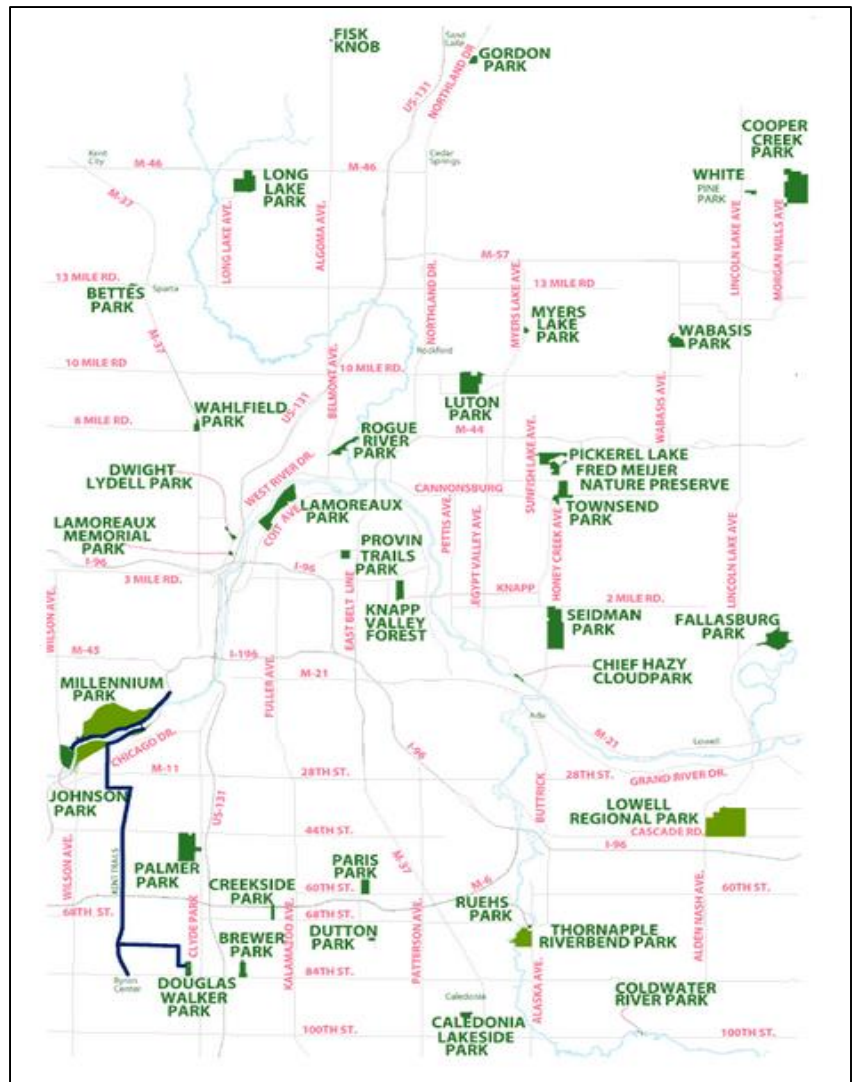 FISK
KNOB
Sand
Lake
GORDON
PARK
US-131
NORTHLAND DR
COOPER
CREEK
PARK
Kent
City
M-46
M-46
Cedar
Springs
WHITE
PINE
PARK
LONG
LAKE
PARK
M-37
LONG LAKE AVE.
ALGOMA AVE.
LINCOLN LAKE AVE
MORGAN MILLS AVE
M-57
13 MILE RD.
BETTES
PARK
Sparta
NORTHLAND DR.
MYERS LAKE AVE.
13 MILE RD
MYERS
LAKE
PARK
WABASIS
PARK
M-37
10 MILE RD
BELMONT AVE.
10 MILE RD.
Rockford
LUTON
PARK
WABASIS AVE.
US-131
WAHLFIELD
PARK
6 MILE RD.
ROGUE
RIVER
PARK
M-44
SUNFISH LAKE AVE.
PICKEREL LAKE
FRED MEIJER
NATURE PRESERVE
DWIGHT
LYDELL PARK
WEST RIVER DR.
CANNONSBURG
TOWNSEND
PARK
COIT AVE
LAMOREAUX
PARK
LAMOREAUX
MEMORIAL
PARK
PETTIS AVE.
EGYPT VALLEY AVE.
HONEY CREEK AVE
LINCOLN LAKE AVE
PROVIN
TRAILS
PARK
I-96
I-96
3 MILE RD.
EAST BELT LINE
KNAPP
KNAPP
VALLEY
FOREST
2 MILE RD.
WILSON AVE.
SEIDMAN
PARK
FALLASBURG
PARK
M-45
I-196
FULLER AVE.
M-21
CHIEF HAZY
CLOUDPARK
MILLENNIUM
PARK
Ada
M-21
Lowell
CHICAGO DR.
I-96
M-11
28TH ST.
BUTTRICK
28TH ST.
GRAND RIVER DR.
JOHNSON
PARK
US-131
LOWELL
REGIONAL PARK
WILSON AVE.
44TH ST.
CASCADE RD.
I-96
KENT TRAILS
PALMER
PARK
PARIS
PARK
M-37
CREEKSIDE
PARK
60TH ST.
M-6
60TH ST.
68TH ST.
68TH ST.
RUEHS
PARK
CLYDE PARK
KALAMAZOO AVE.
DUTTON
PARK
PATTERSON AVE.
THORNAPPLE
RIVERBEND PARK
ALDEN NASH AVE.
BREWER
PARK
84TH ST.
Byron
Center
DOUGLAS
WALKER
PARK
ALASKA AVE.
COLDWATER
RIVER PARK
Caledonia
100TH ST.
CALEDONIA
LAKESIDE
PARK
100TH ST.